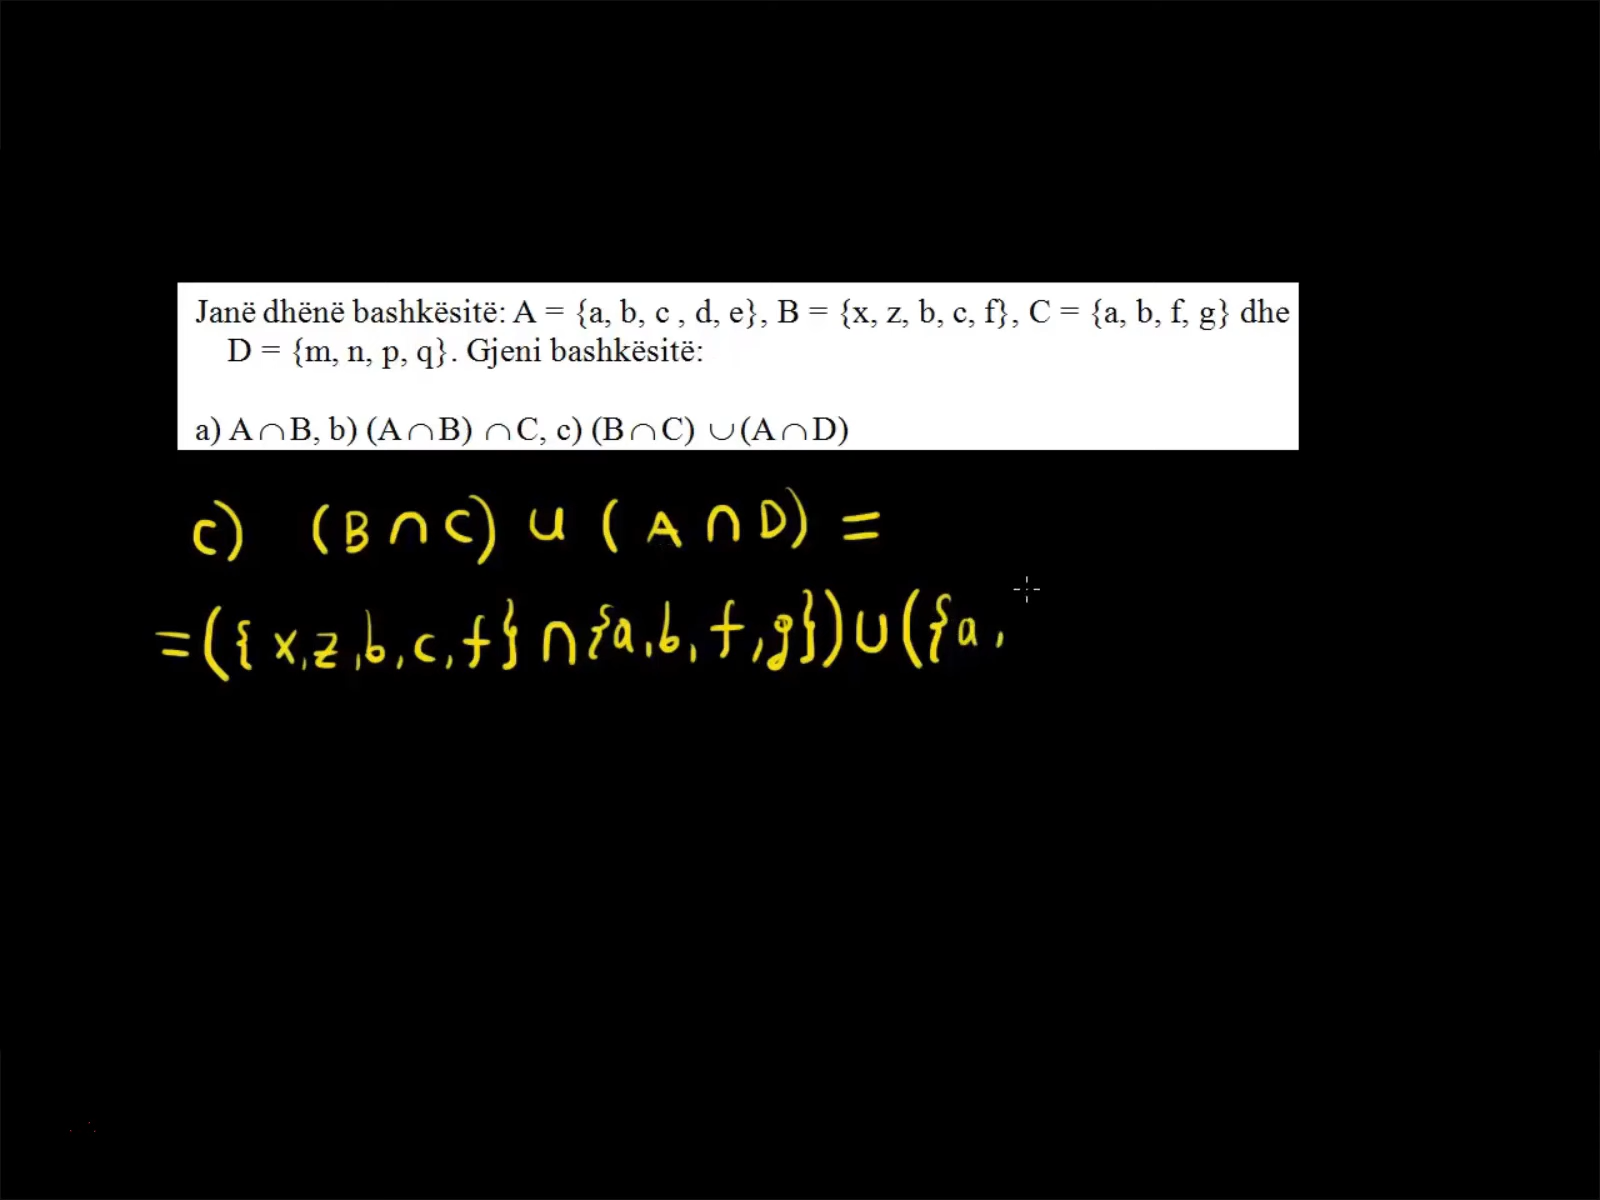 Janë dhënë bashkësitë: A = {a, b, c , d, e}, B = {x, z, b, c, f}, C = {a, b, f, g} dhe
D = {m, n, p, q}. Gjeni bashkësitë:
a) A∩B, b) (A∩B) ∩C, c) (B∩C) ∪(A∩D)
c) (B∩C) ∪ (A∩D) =
=({x,z,b,c,f}∩{a,b,f,g})∪({a,